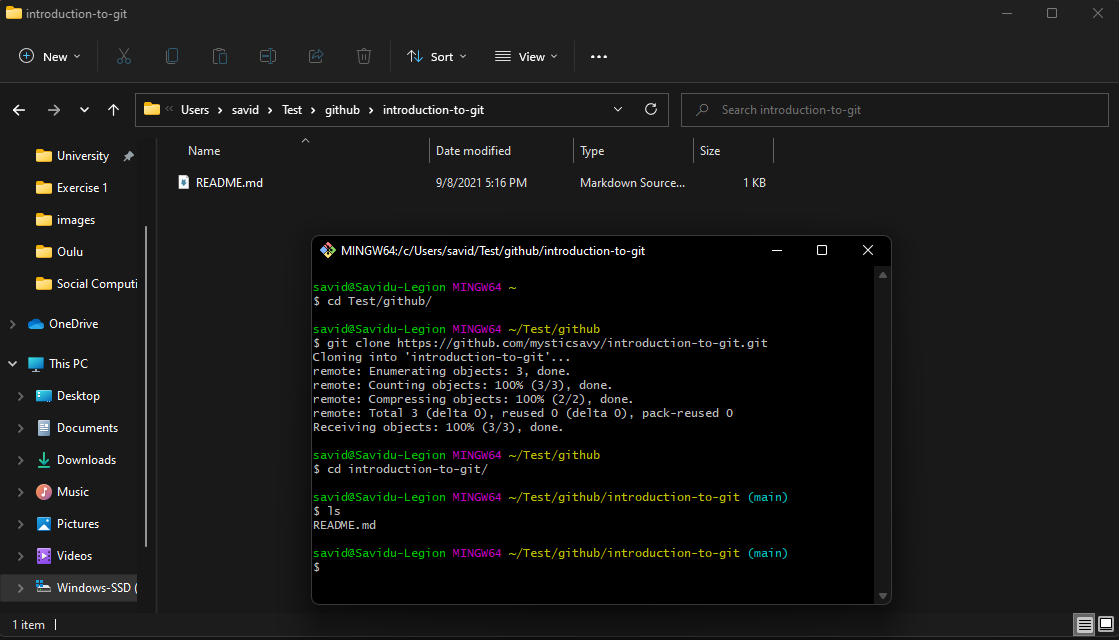 introduction-to-git
New
Sort
View
Users
savid
Test
github
introduction-to-git
Search introduction-to-git
University
Exercise 1
images
Oulu
Social Computi
OneDrive
This PC
Desktop
Documents
Downloads
Music
Pictures
Videos
Windows-SSD (
Name
Date modified
Type
Size
README.md
9/8/2021 5:16 PM
Markdown Source...
1 KB
MINGW64:/c/Users/savid/Test/github/introduction-to-git
savid@Savidu-Legion MINGW64 ~
$ cd Test/github/
savid@Savidu-Legion MINGW64 ~/Test/github
$ git clone https://github.com/mysticsavy/introduction-to-git.git
Cloning into 'introduction-to-git'...
remote: Enumerating objects: 3, done.
remote: Counting objects: 100% (3/3), done.
remote: Compressing objects: 100% (2/2), done.
remote: Total 3 (delta 0), reused 0 (delta 0), pack-reused 0
Receiving objects: 100% (3/3), done.
savid@Savidu-Legion MINGW64 ~/Test/github
$ cd introduction-to-git/
savid@Savidu-Legion MINGW64 ~/Test/github/introduction-to-git (main)
$ ls
README.md
savid@Savidu-Legion MINGW64 ~/Test/github/introduction-to-git (main)
$
1 item